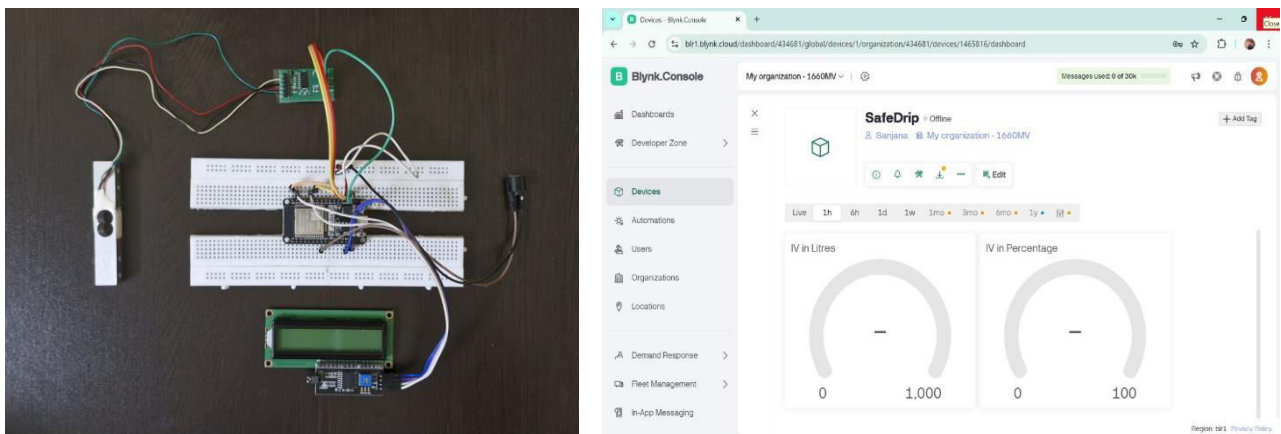 Devices - Blynk.Console
Close
blr1.blynk.cloud/dashboard/434681/global/devices/1/organization/434681/devices/1465816/dashboard
B Blynk.Console
My organization - 1660MV
Messages used: 0 of 30k
Dashboards
Developer Zone
Devices
Automations
Users
Organizations
Locations
Demand Response
Fleet Management
In-App Messaging
SafeDrip
Offline
Sanjana
My organization - 1660MV
+ Add Tag
Edit
Live 1h 6h 1d 1w 1mo 3mo 6mo 1y
IV in Litres
–
0 1,000
IV in Percentage
–
0 100
Region: blr1 Privacy Policy